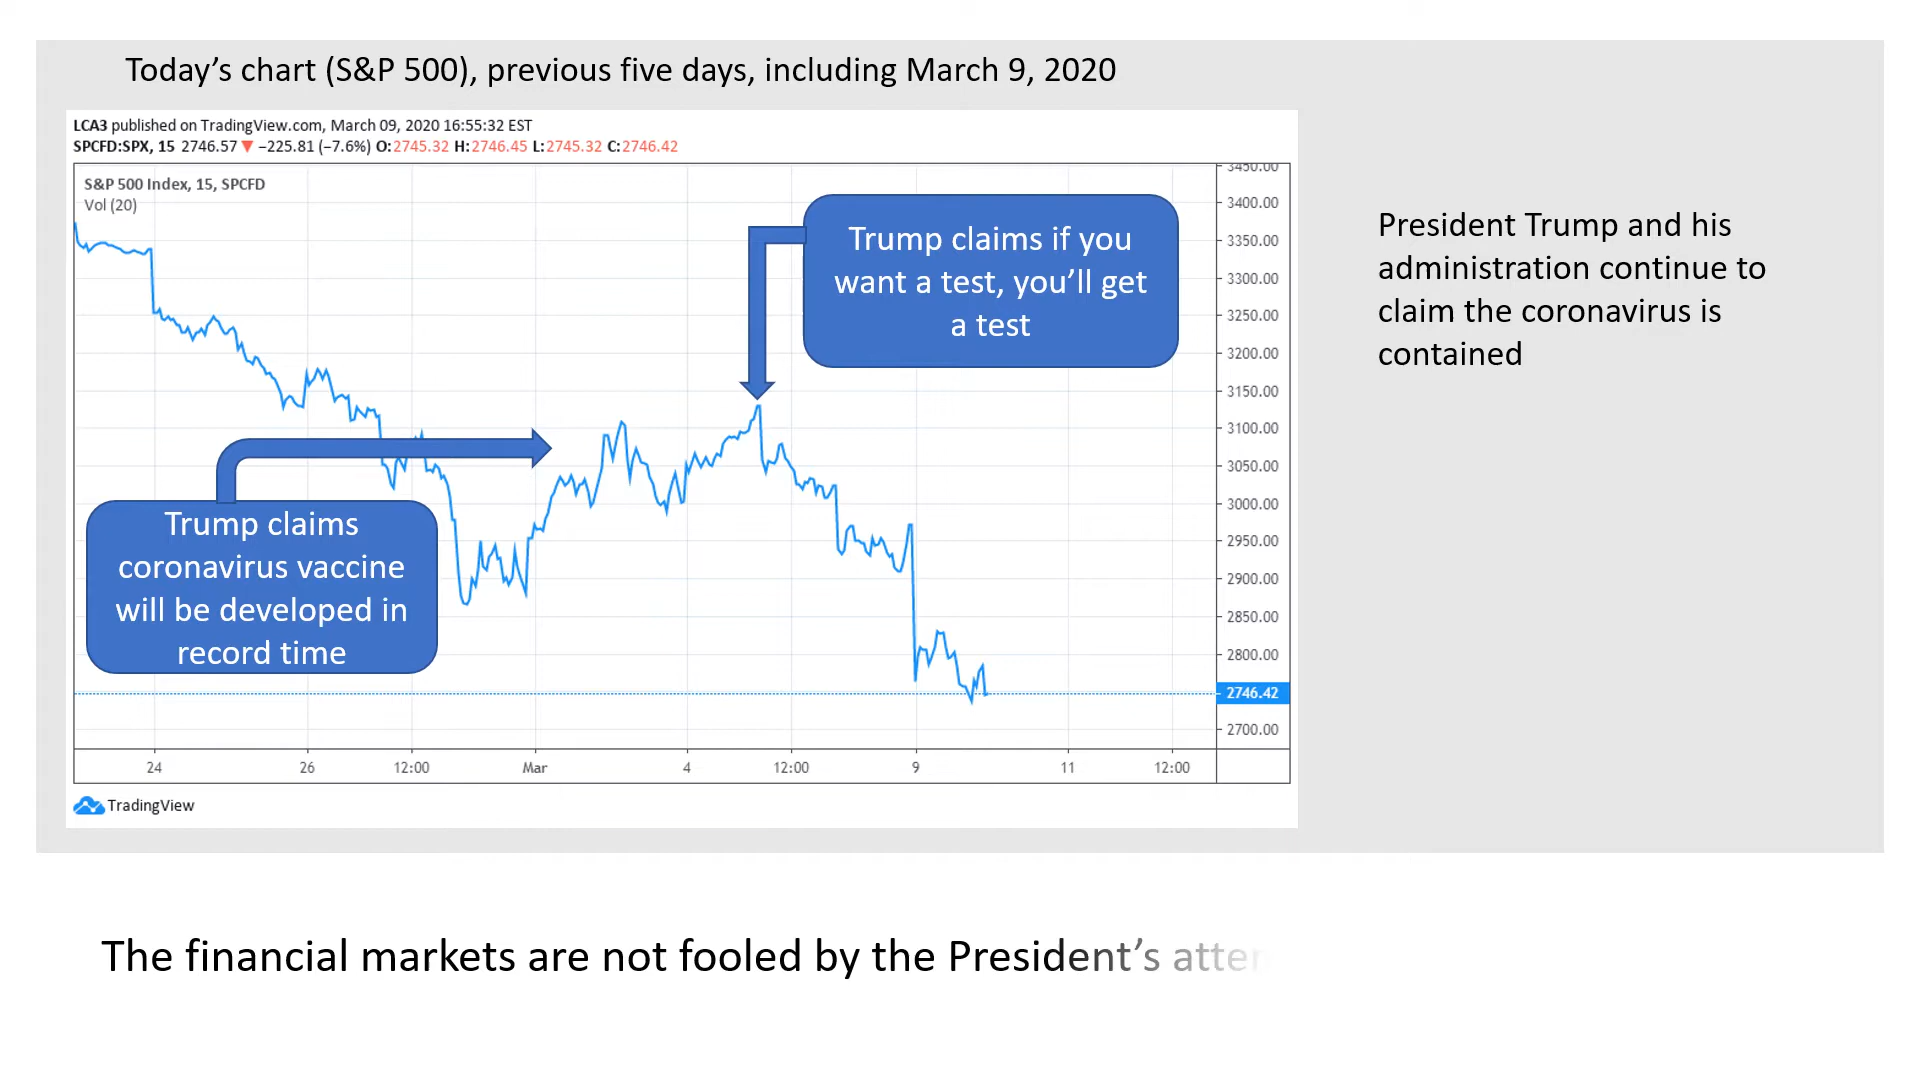 Today’s chart (S&P 500), previous five days, including March 9, 2020
LCA3 published on TradingView.com, March 09, 2020 16:55:32 EST
SPCFD:SPX, 15 2746.57 ▼ −225.81 (−7.6%) O:2745.32 H:2746.45 L:2745.32 C:2746.42
S&P 500 Index, 15, SPCFD
Vol (20)
Trump claims if you
want a test, you’ll get
a test
Trump claims
coronavirus vaccine
will be developed in
record time
3450.00
3400.00
3350.00
3300.00
3250.00
3200.00
3150.00
3100.00
3050.00
3000.00
2950.00
2900.00
2850.00
2800.00
2746.42
2700.00
24 26 12:00 Mar 4 12:00 9 11 12:00
TradingView
President Trump and his
administration continue to
claim the coronavirus is
contained
The financial markets are not fooled by the President’s